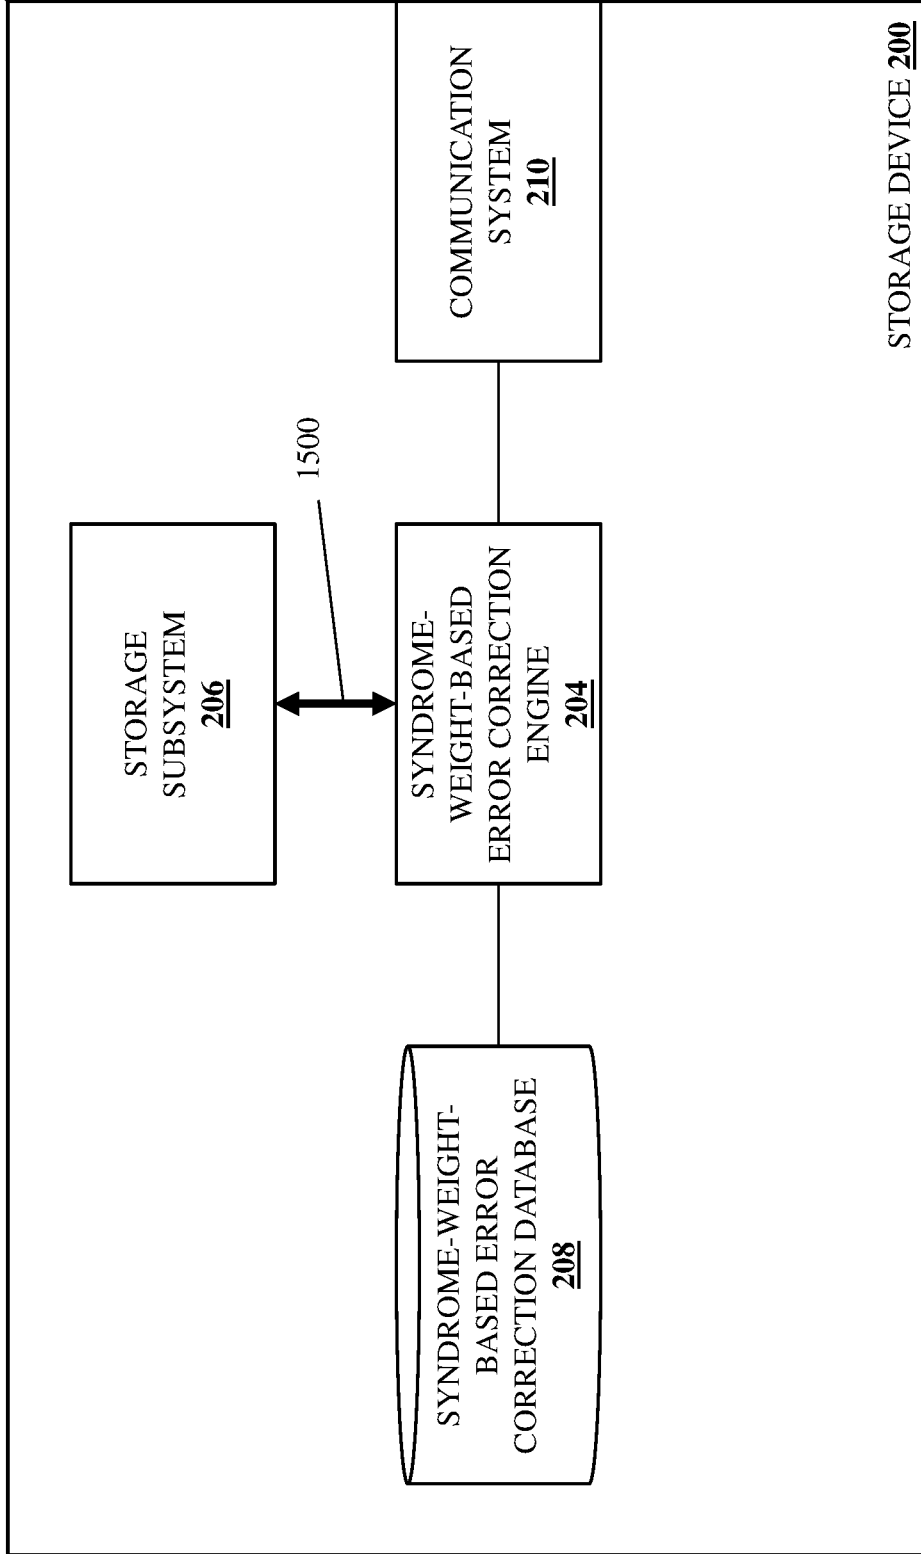 STORAGE
SUBSYSTEM
206
1500
SYNDROME-WEIGHT-
BASED ERROR
CORRECTION DATABASE
208
SYNDROME-
WEIGHT-BASED
ERROR CORRECTION
ENGINE
204
COMMUNICATION
SYSTEM
210
STORAGE DEVICE 200